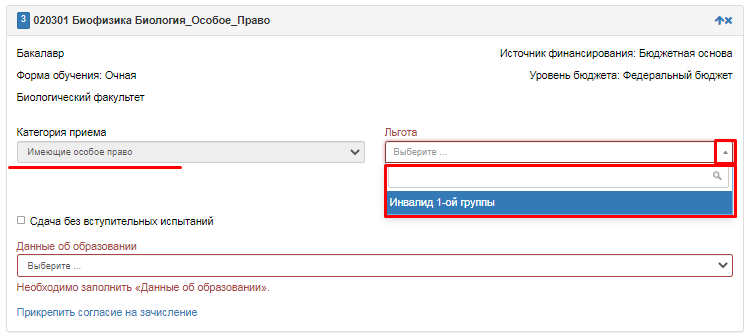 3 020301 Биофизика Биология_Особое_Право
Бакалавр
Источник финансирования: Бюджетная основа
Форма обучения: Очная
Уровень бюджета: Федеральный бюджет
Биологический факультет
Категория приема
Льгота
Имеющие особое право
Выберите ...
Инвалид 1-ой группы
Сдача без вступительных испытаний
Данные об образовании
Выберите ...
Необходимо заполнить «Данные об образовании».
Прикрепить согласие на зачисление